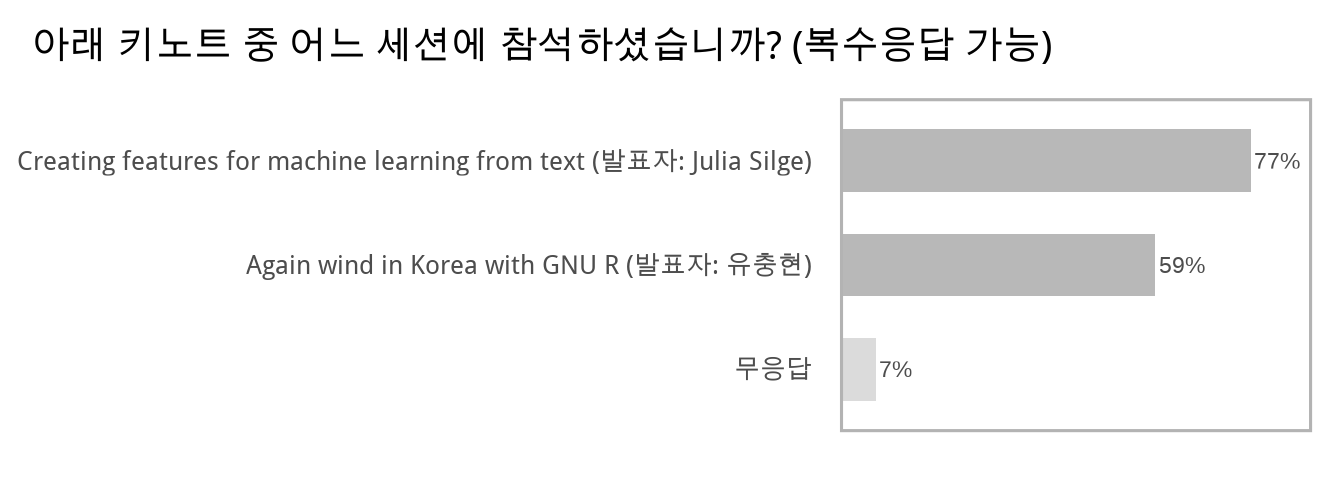 아래 키노트 중 어느 세션에 참석하셨습니까? (복수응답 가능)
Creating features for machine learning from text (발표자: Julia Silge) 77%
Again wind in Korea with GNU R (발표자: 유충현) 59%
무응답 7%